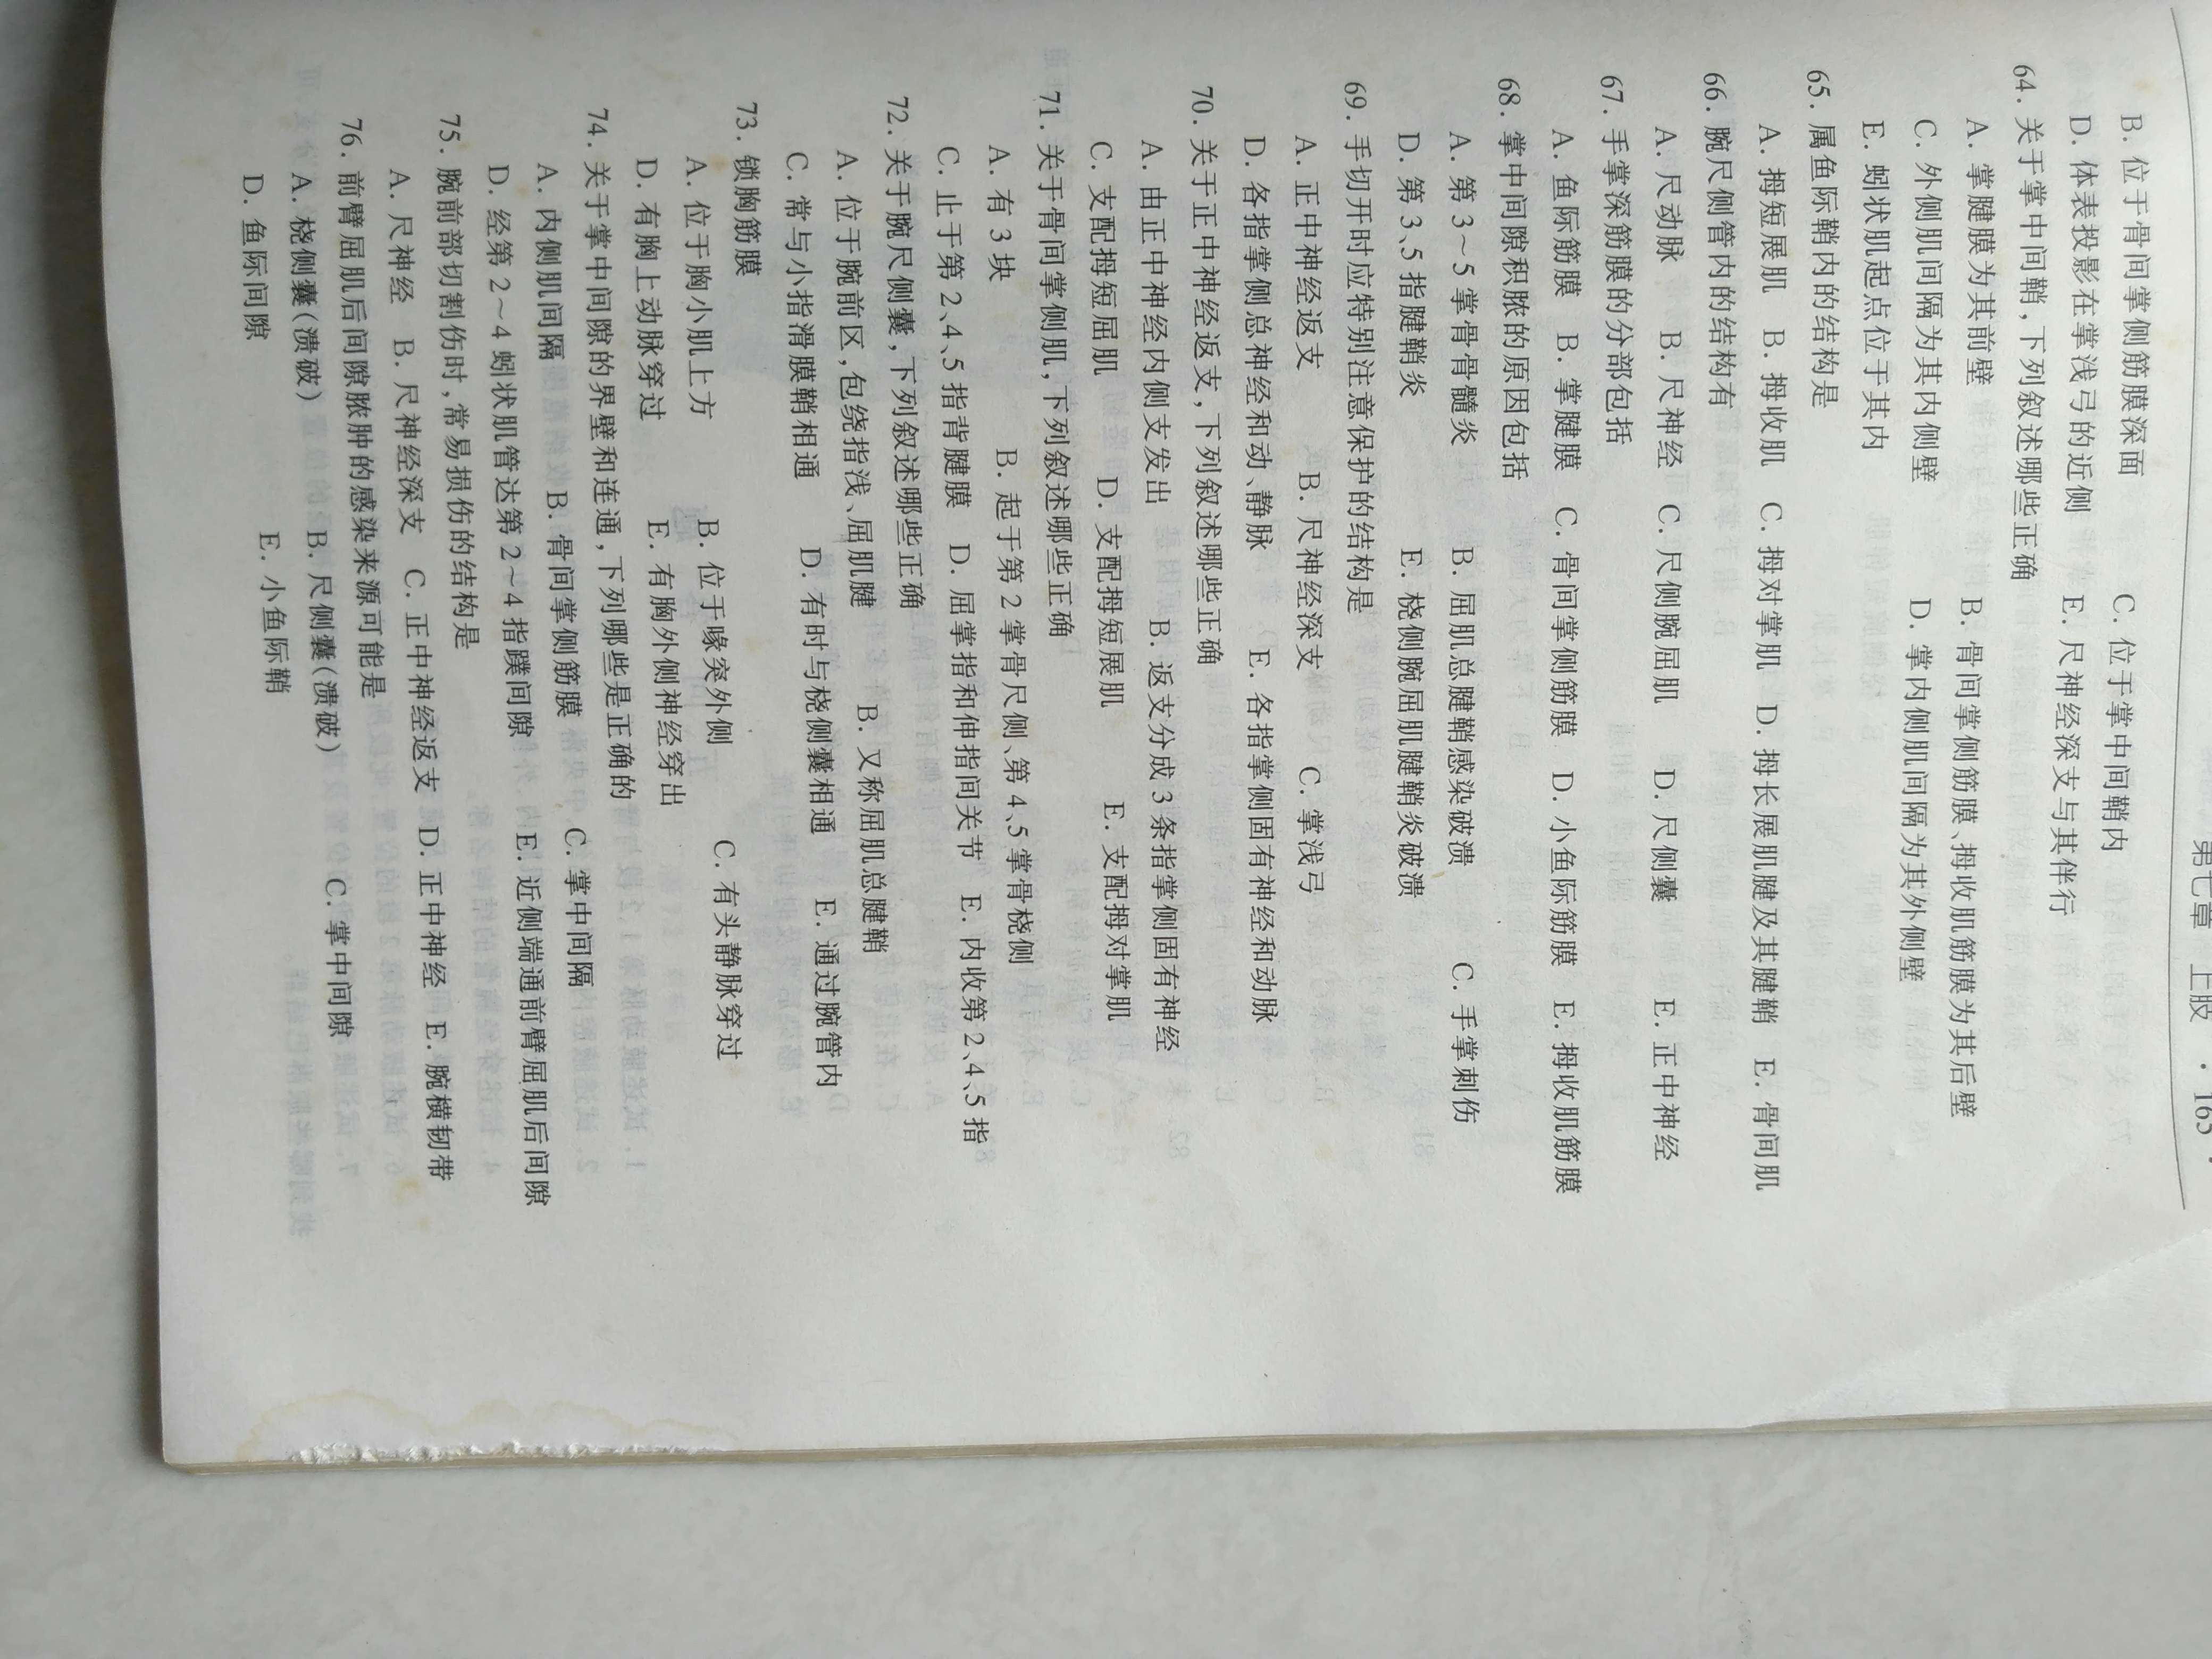 第七章 上肢 · 165 ·
B. 位于骨间掌侧筋膜深面 C. 位于掌中间鞘内
D. 体表投影在掌浅弓的近侧 E. 尺神经深支与其伴行
64. 关于掌中间鞘,下列叙述哪些正确
A. 掌腱膜为其前壁 B. 骨间掌侧筋膜、拇收肌筋膜为其后壁
C. 外侧肌间隔为其内侧壁 D. 掌内侧肌间隔为其外侧壁
E. 蚓状肌起点位于其内
65. 属鱼际鞘内的结构是
A. 拇短展肌 B. 拇收肌 C. 拇对掌肌 D. 拇长展肌腱及其腱鞘 E. 骨间肌
66. 腕尺侧管内的结构有
A. 尺动脉 B. 尺神经 C. 尺侧腕屈肌 D. 尺侧囊 E. 正中神经
67. 手掌深筋膜的分部包括
A. 鱼际筋膜 B. 掌腱膜 C. 骨间掌侧筋膜 D. 小鱼际筋膜 E. 拇收肌筋膜
68. 掌中间隙积脓的原因包括
A. 第3～5掌骨骨髓炎 B. 屈肌总腱鞘感染破溃 C. 手掌刺伤
D. 第3、5指腱鞘炎 E. 桡侧腕屈肌腱鞘炎破溃
69. 手切开时应特别注意保护的结构是
A. 正中神经返支 B. 尺神经深支 C. 掌浅弓
D. 各指掌侧总神经和动、静脉 E. 各指掌侧固有神经和动脉
70. 关于正中神经返支,下列叙述哪些正确
A. 由正中神经内侧支发出 B. 返支分成3条指掌侧固有神经
C. 支配拇短屈肌 D. 支配拇短展肌 E. 支配拇对掌肌
71. 关于骨间掌侧肌,下列叙述哪些正确
A. 有3块 B. 起于第2掌骨尺侧、第4、5掌骨桡侧
C. 止于第2、4、5指背腱膜 D. 屈掌指和伸指间关节 E. 内收第2、4、5指
72. 关于腕尺侧囊,下列叙述哪些正确
A. 位于腕前区,包绕指浅、屈肌腱 B. 又称屈肌总腱鞘
C. 常与小指滑膜鞘相通 D. 有时与桡侧囊相通 E. 通过腕管内
73. 锁胸筋膜
A. 位于胸小肌上方 B. 位于喙突外侧 C. 有头静脉穿过
D. 有胸上动脉穿过 E. 有胸外侧神经穿出
74. 关于掌中间隙的界壁和连通,下列哪些是正确的
A. 内侧肌间隔 B. 骨间掌侧筋膜 C. 掌中间隔
D. 经第2～4蚓状肌管达第2～4指蹼间隙 E. 近侧端通前臂屈肌后间隙
75. 腕前部切割伤时,常易损伤的结构是
A. 尺神经 B. 尺神经深支 C. 正中神经返支 D. 正中神经 E. 腕横韧带
76. 前臂屈肌后间隙脓肿的感染来源可能是
A. 桡侧囊(溃破) B. 尺侧囊(溃破) C. 掌中间隙
D. 鱼际间隙 E. 小鱼际鞘